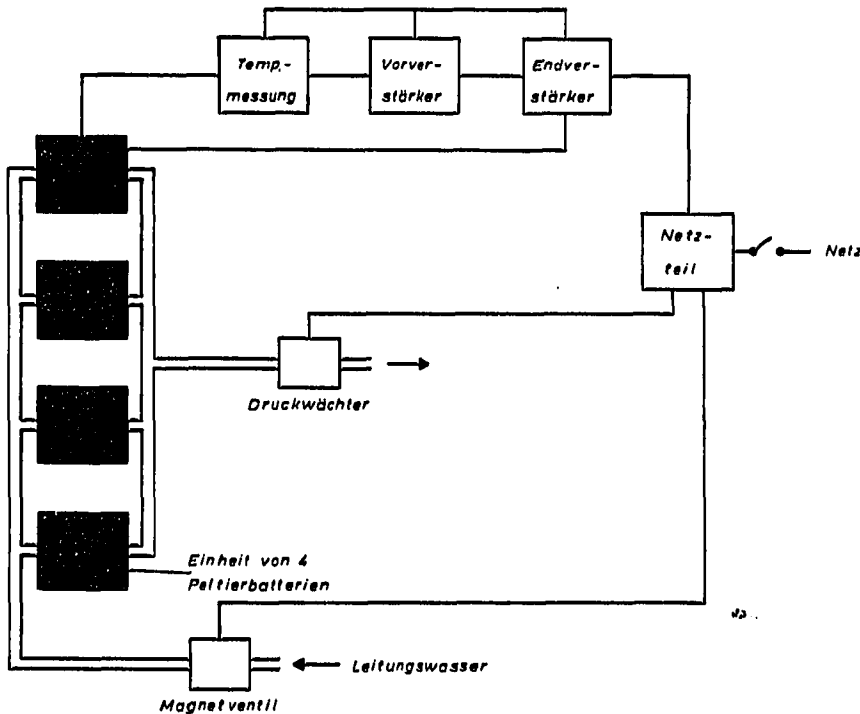 Temp.-
messung
Vorver-
stärker
Endver-
stärker
Netz-
teil
Netz
Druckwächter
Einheit von 4
Peltierbatterien
Leitungswasser
Magnetventil